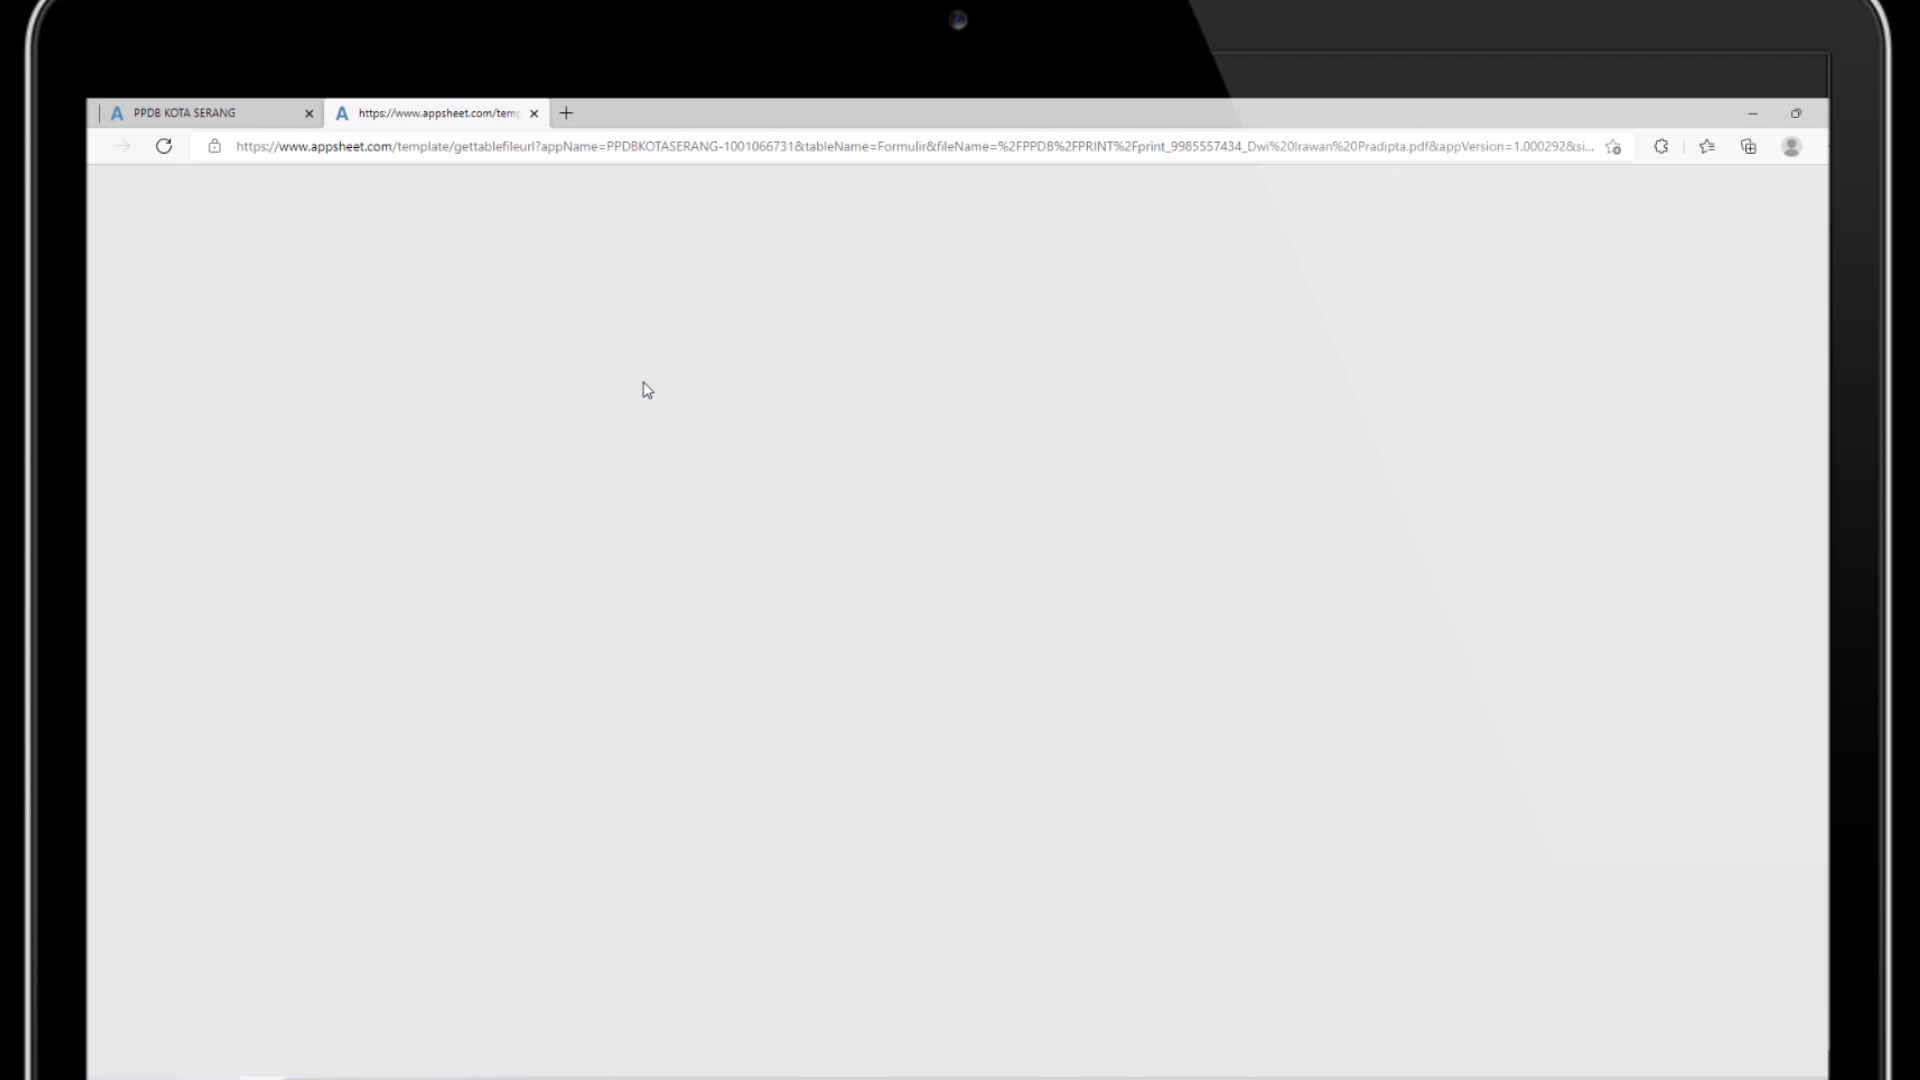 PPDB KOTA SERANG
https://www.appsheet.com/temp
https://www.appsheet.com/template/gettablefileurl?appName=PPDBKOTASERANG-1001066731&tableName=Formulir&fileName=%2FPPDB%2FPRINT%2Fprint_9985557434_Dwi%20Irawan%20Pradipta.pdf&appVersion=1.000292&si...